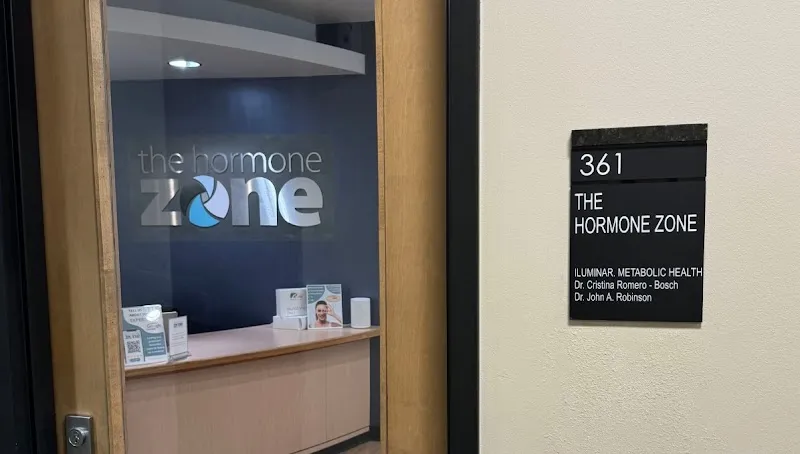 the hormone
zone
361
THE
HORMONE ZONE
ILUMINAR. METABOLIC HEALTH
Dr. Cristina Romero - Bosch
Dr. John A. Robinson